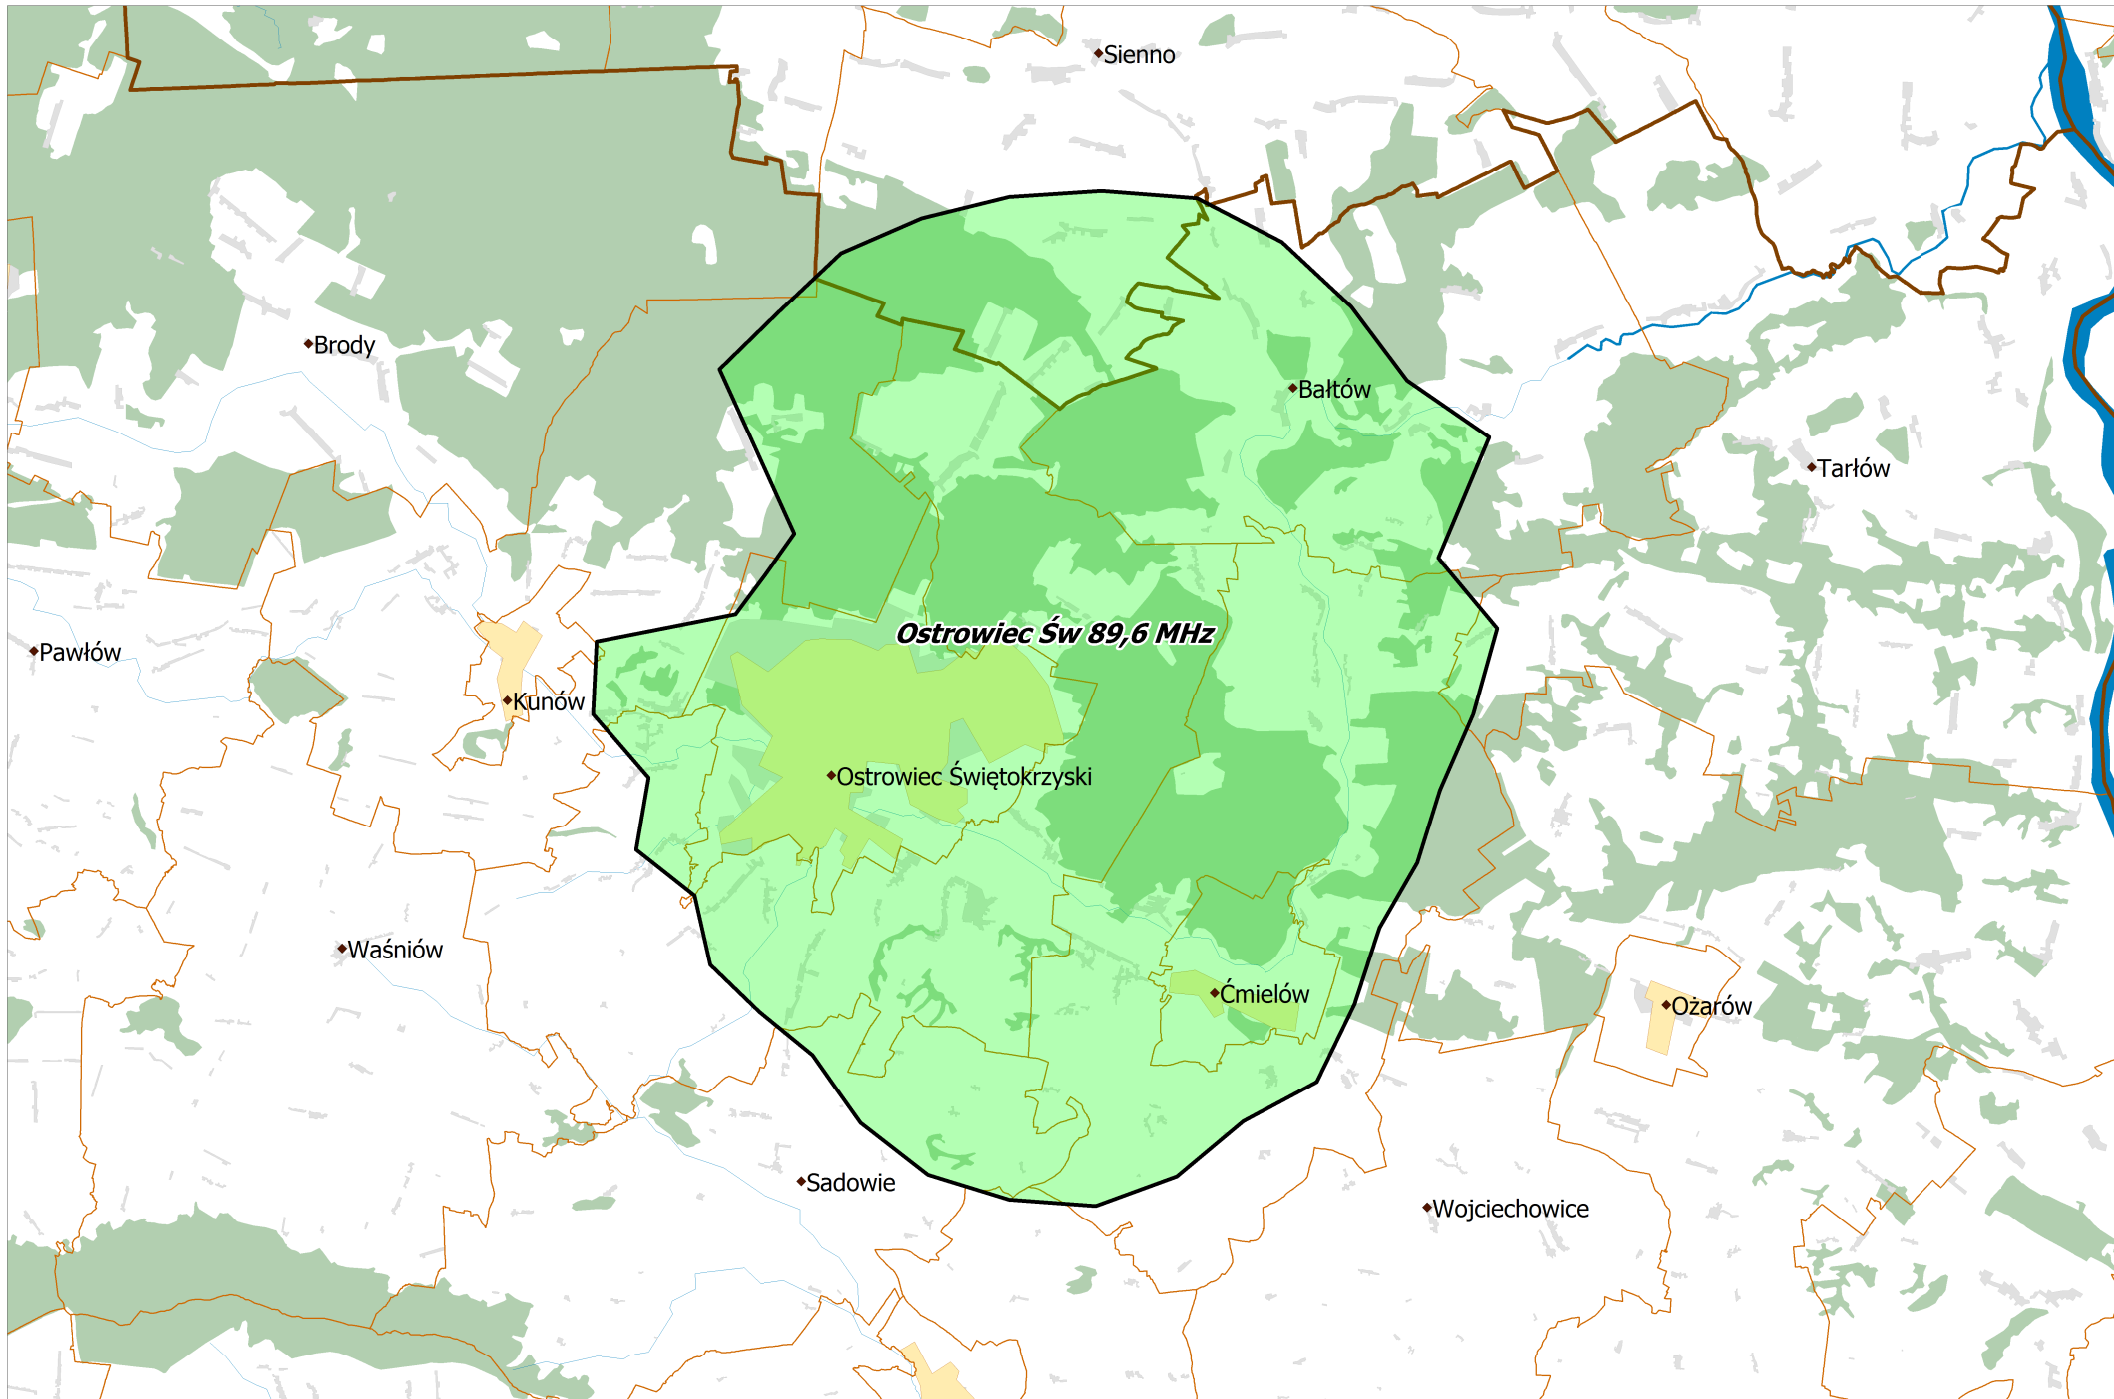 Sienno
Brody
Bałtów
Tarłów
Ostrowiec Św 89,6 MHz
Pawłów
Kunów
Ostrowiec Świętokrzyski
Waśniów
Ćmielów
Ożarów
Sadowie
Wojciechowice